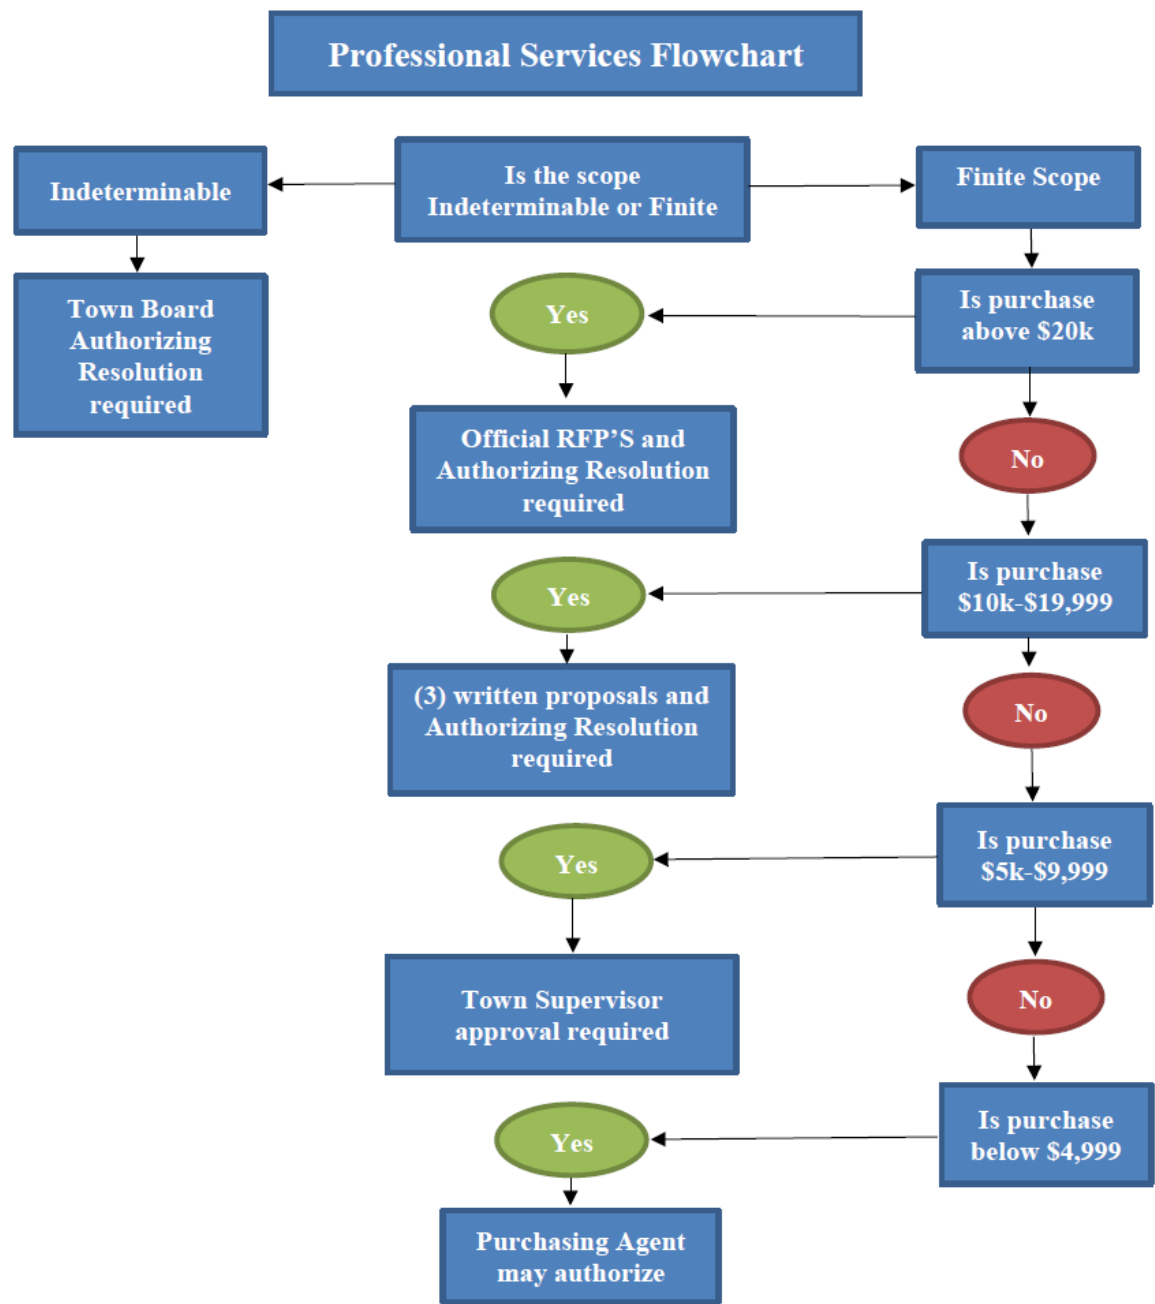 Professional Services Flowchart
Is the scope
Indeterminable or Finite
Indeterminable
Town Board
Authorizing
Resolution
required
Finite Scope
Is purchase
above $20k
Yes
Official RFP’S and
Authorizing Resolution
required
No
Is purchase
$10k-$19,999
Yes
(3) written proposals and
Authorizing Resolution
required
No
Is purchase
$5k-$9,999
Yes
Town Supervisor
approval required
No
Is purchase
below $4,999
Yes
Purchasing Agent
may authorize